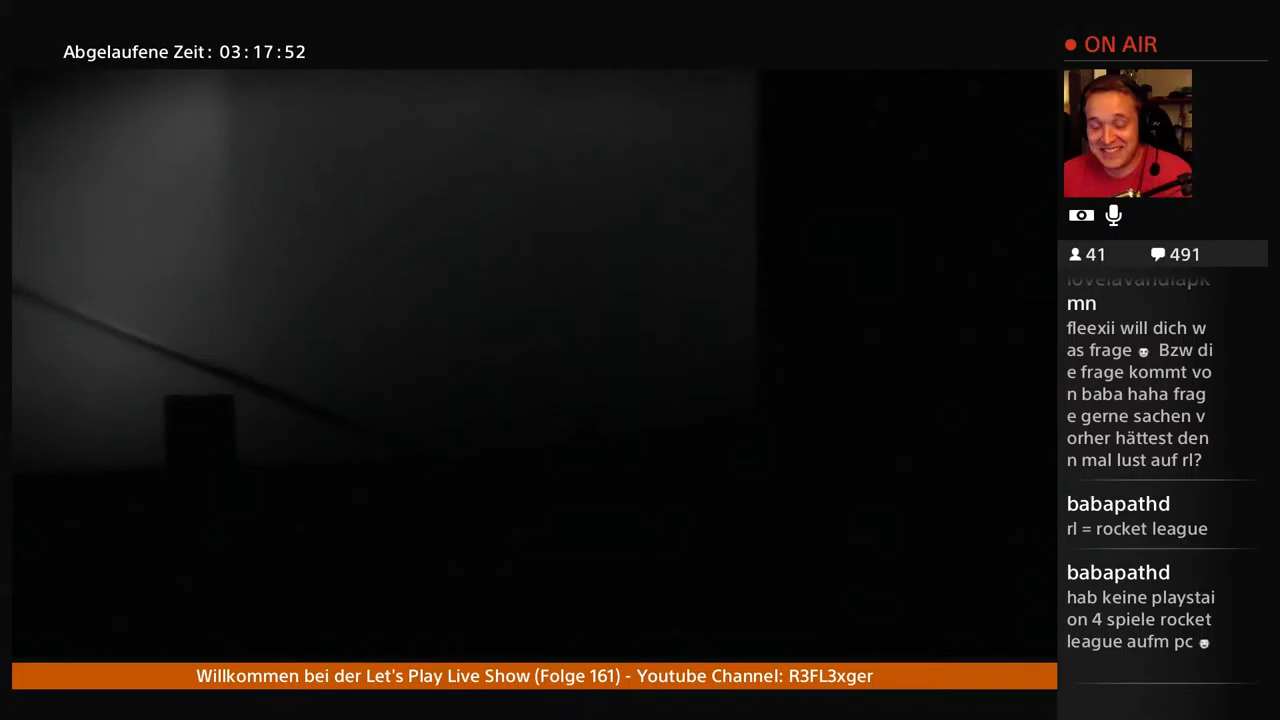 Abgelaufene Zeit: 03:17:52
ON AIR
41 491
lovelavandlapk
mn
fleexii will dich w
as frage Bzw di
e frage kommt vo
n baba haha frag
e gerne sachen v
orher hättest den
n mal lust auf rl?
babapathd
rl = rocket league
babapathd
hab keine playstai
on 4 spiele rocket
league aufm pc
Willkommen bei der Let's Play Live Show (Folge 161) - Youtube Channel: R3FL3xger